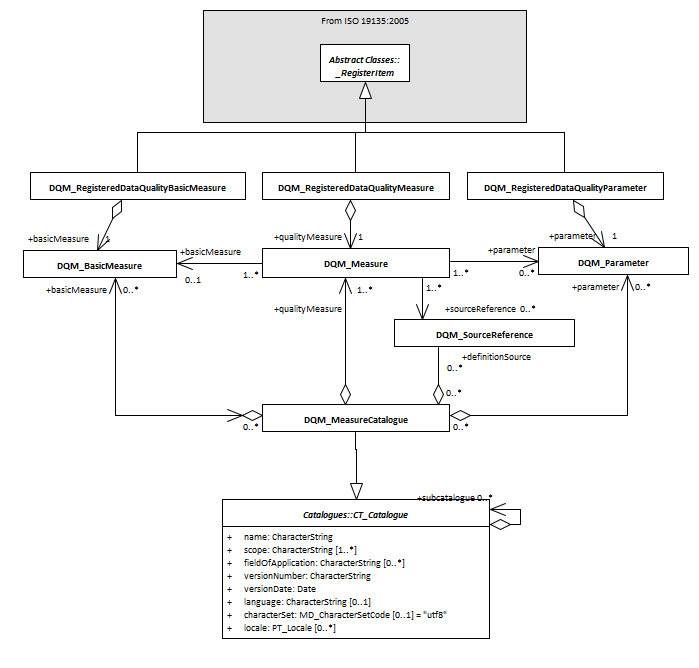 From ISO 19135:2005
Abstract Classes::
_RegisterItem
DQM_RegisteredDataQualityBasicMeasure
DQM_RegisteredDataQualityMeasure
DQM_RegisteredDataQualityParameter
+basicMeasure 1
+qualityMeasure 1
+parameter 1
DQM_BasicMeasure
+basicMeasure
0..1
1..*
DQM_Measure
+parameter
1..*
0..*
DQM_Parameter
+basicMeasure 0..*
1..*
+qualityMeasure
1..*
+sourceReference 0..*
+parameter 0..*
DQM_SourceReference
+definitionSource
0..*
0..*
0..*
DQM_MeasureCatalogue
0..*
+subcatalogue 0..*
Catalogues::CT_Catalogue
+ name: CharacterString
+ scope: CharacterString [1..*]
+ fieldOfApplication: CharacterString [0..*]
+ versionNumber: CharacterString
+ versionDate: Date
+ language: CharacterString [0..1]
+ characterSet: MD_CharacterSetCode [0..1] = "utf8"
+ locale: PT_Locale [0..*]